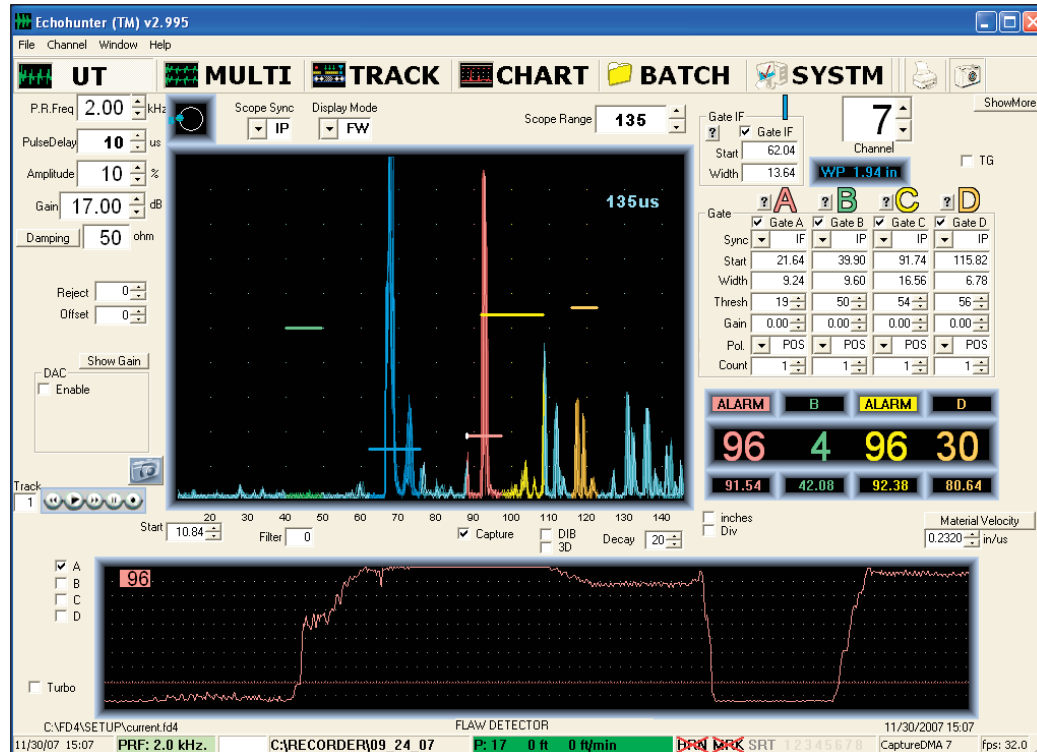 Echohunter (TM) v2.995
File Channel Window Help
UT MULTI TRACK CHART BATCH SYSTM
P.R.Freq 2.00 kHz
PulseDelay 10 us
Amplitude 10 %
Gain 17.00 dB
Damping 50 ohm
Reject 0
Offset 0
Show Gain
DAC
Enable
Track
1
Scope Sync
IP
Display Mode
FW
Scope Range 135
135us
Gate IF
? Gate IF
Start 62.04
Width 13.64
7
Channel
WP 1.94 in
ShowMore
TG
? A ? B ? C ? D
Gate
Gate A Gate B Gate C Gate D
Sync IF IP IP IP
Start 21.64 39.90 91.74 115.82
Width 9.24 9.60 16.56 6.78
Thresh 19 50 54 56
Gain 0.00 0.00 0.00 0.00
Pol. POS POS POS POS
Count 1 1 1 1
ALARM B ALARM D
96 4 96 30
91.54 42.08 92.38 80.64
20 30 40 50 60 70 80 90 100 110 120 130 140
Start 10.84
Filter 0
Capture
DIB
3D
Decay 20
inches
Div
Material Velocity
0.2320 in/us
A
B
C
D
Turbo
96
C:\FD4\SETUP\current.fd4
FLAW DETECTOR
11/30/2007 15:07
11/30/07 15:07 PRF: 2.0 kHz. C:\RECORDER\09_24_07 P: 17 0 ft 0 ft/min DRN MRK SRT 1 2 3 4 5 6 7 8 CaptureDMA 7 fps: 32.0